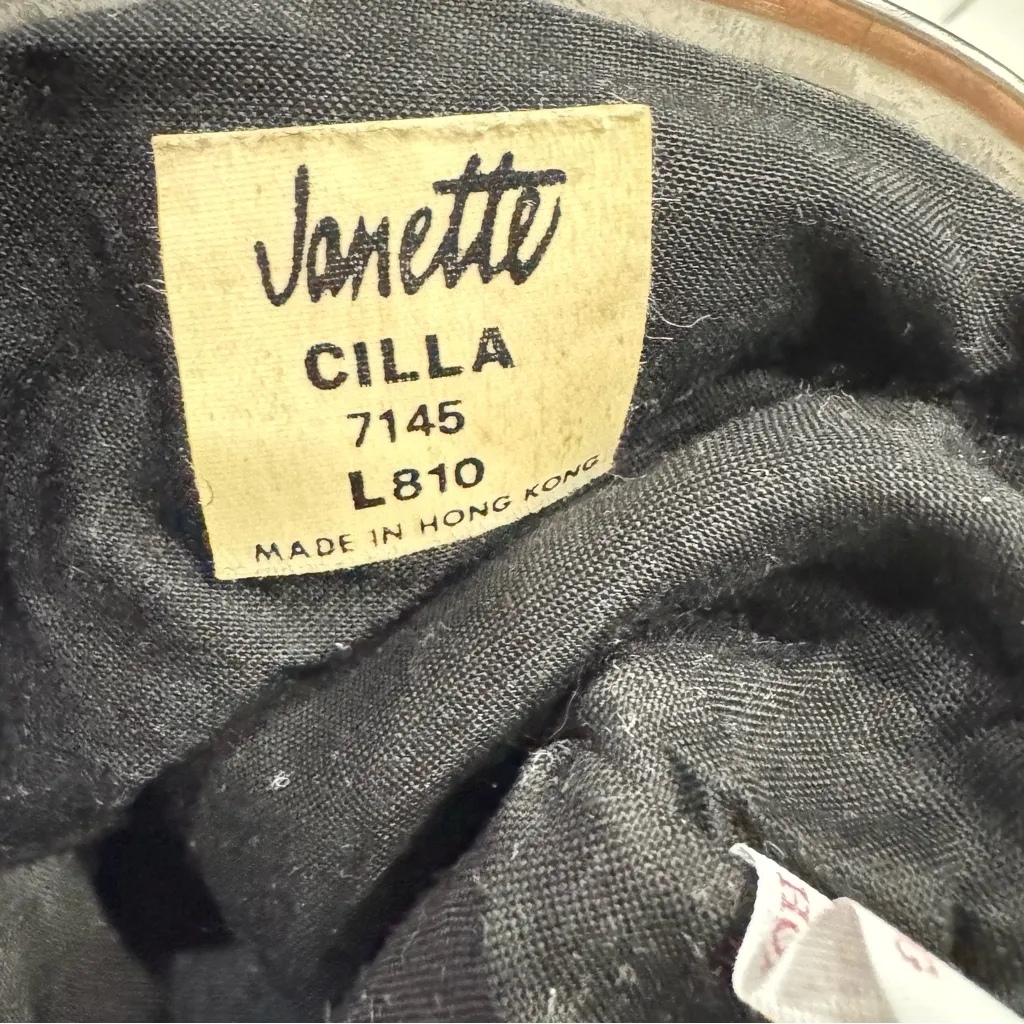 Janette
CILLA
7145
L810
MADE IN HONG KONG